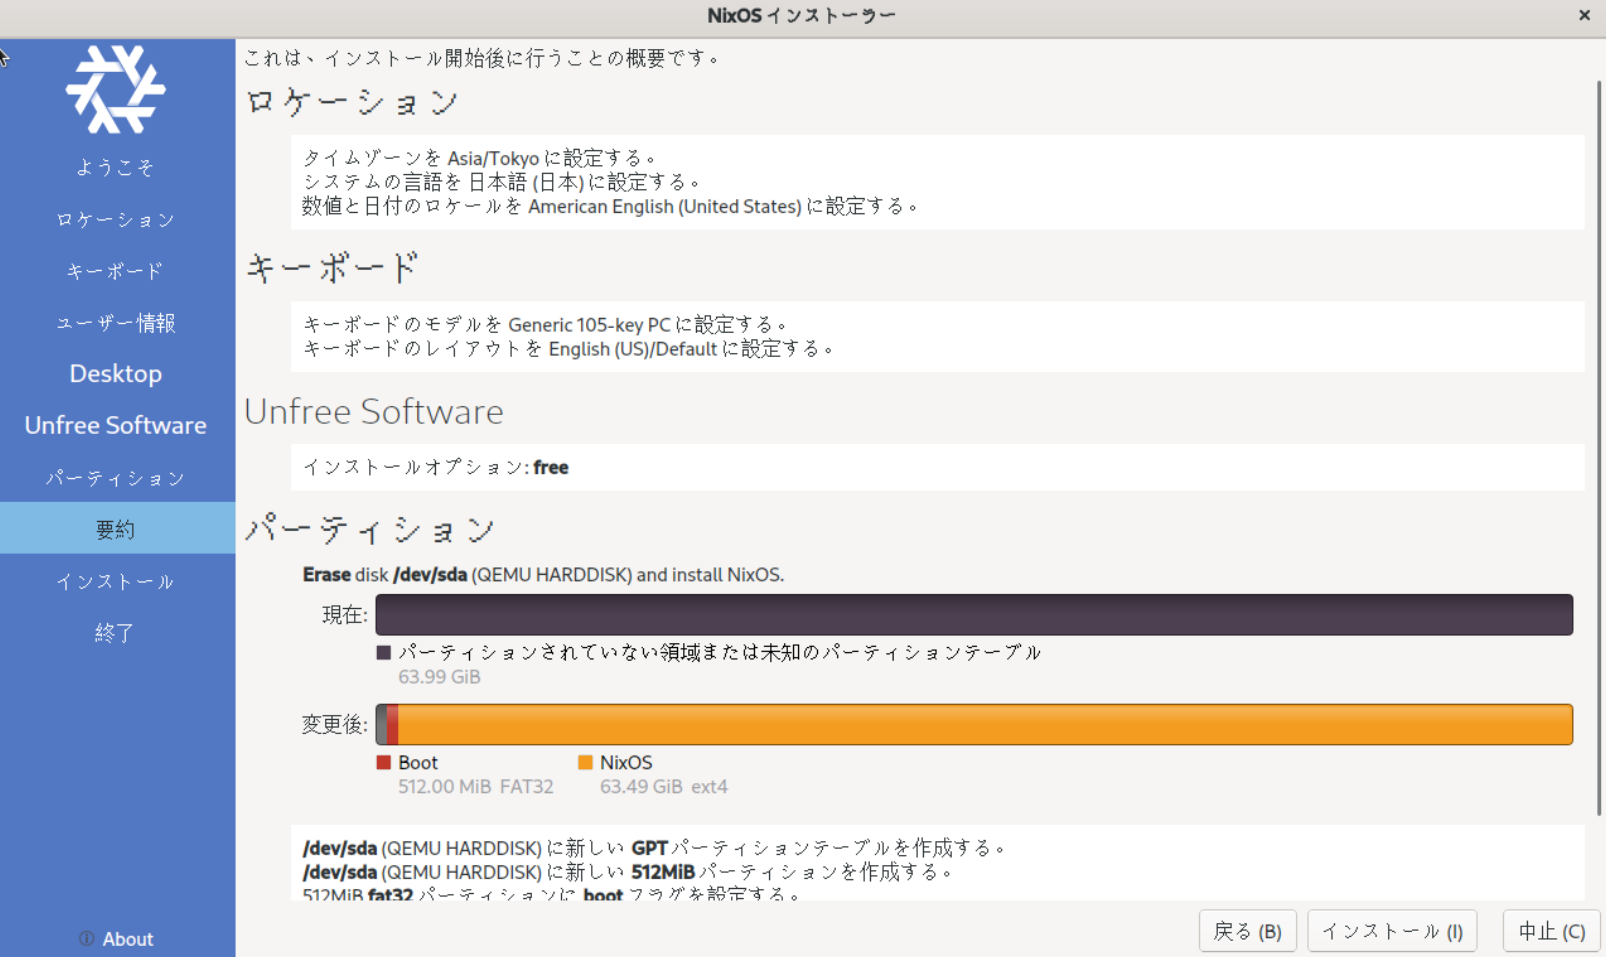 NixOS インストーラー
×
ようこそ
ロケーション
キーボード
ユーザー情報
Desktop
Unfree Software
パーティション
要約
インストール
終了
About
これは、インストール開始後に行うことの概要です。
ロケーション
タイムゾーンを Asia/Tokyo に設定する。
システムの言語を 日本語 (日本) に設定する。
数値と日付のロケールを American English (United States) に設定する。
キーボード
キーボードのモデルを Generic 105-key PC に設定する。
キーボードのレイアウトを English (US)/Default に設定する。
Unfree Software
インストールオプション: free
パーティション
Erase disk /dev/sda (QEMU HARDDISK) and install NixOS.
現在:
パーティションされていない領域または未知のパーティションテーブル
63.99 GiB
変更後:
Boot
512.00 MiB FAT32
NixOS
63.49 GiB ext4
/dev/sda (QEMU HARDDISK) に新しい GPT パーティションテーブルを作成する。
/dev/sda (QEMU HARDDISK) に新しい 512MiB パーティションを作成する。
512MiB fat32 パーティションに boot フラグを設定する。
戻る (B)
インストール (I)
中止 (C)